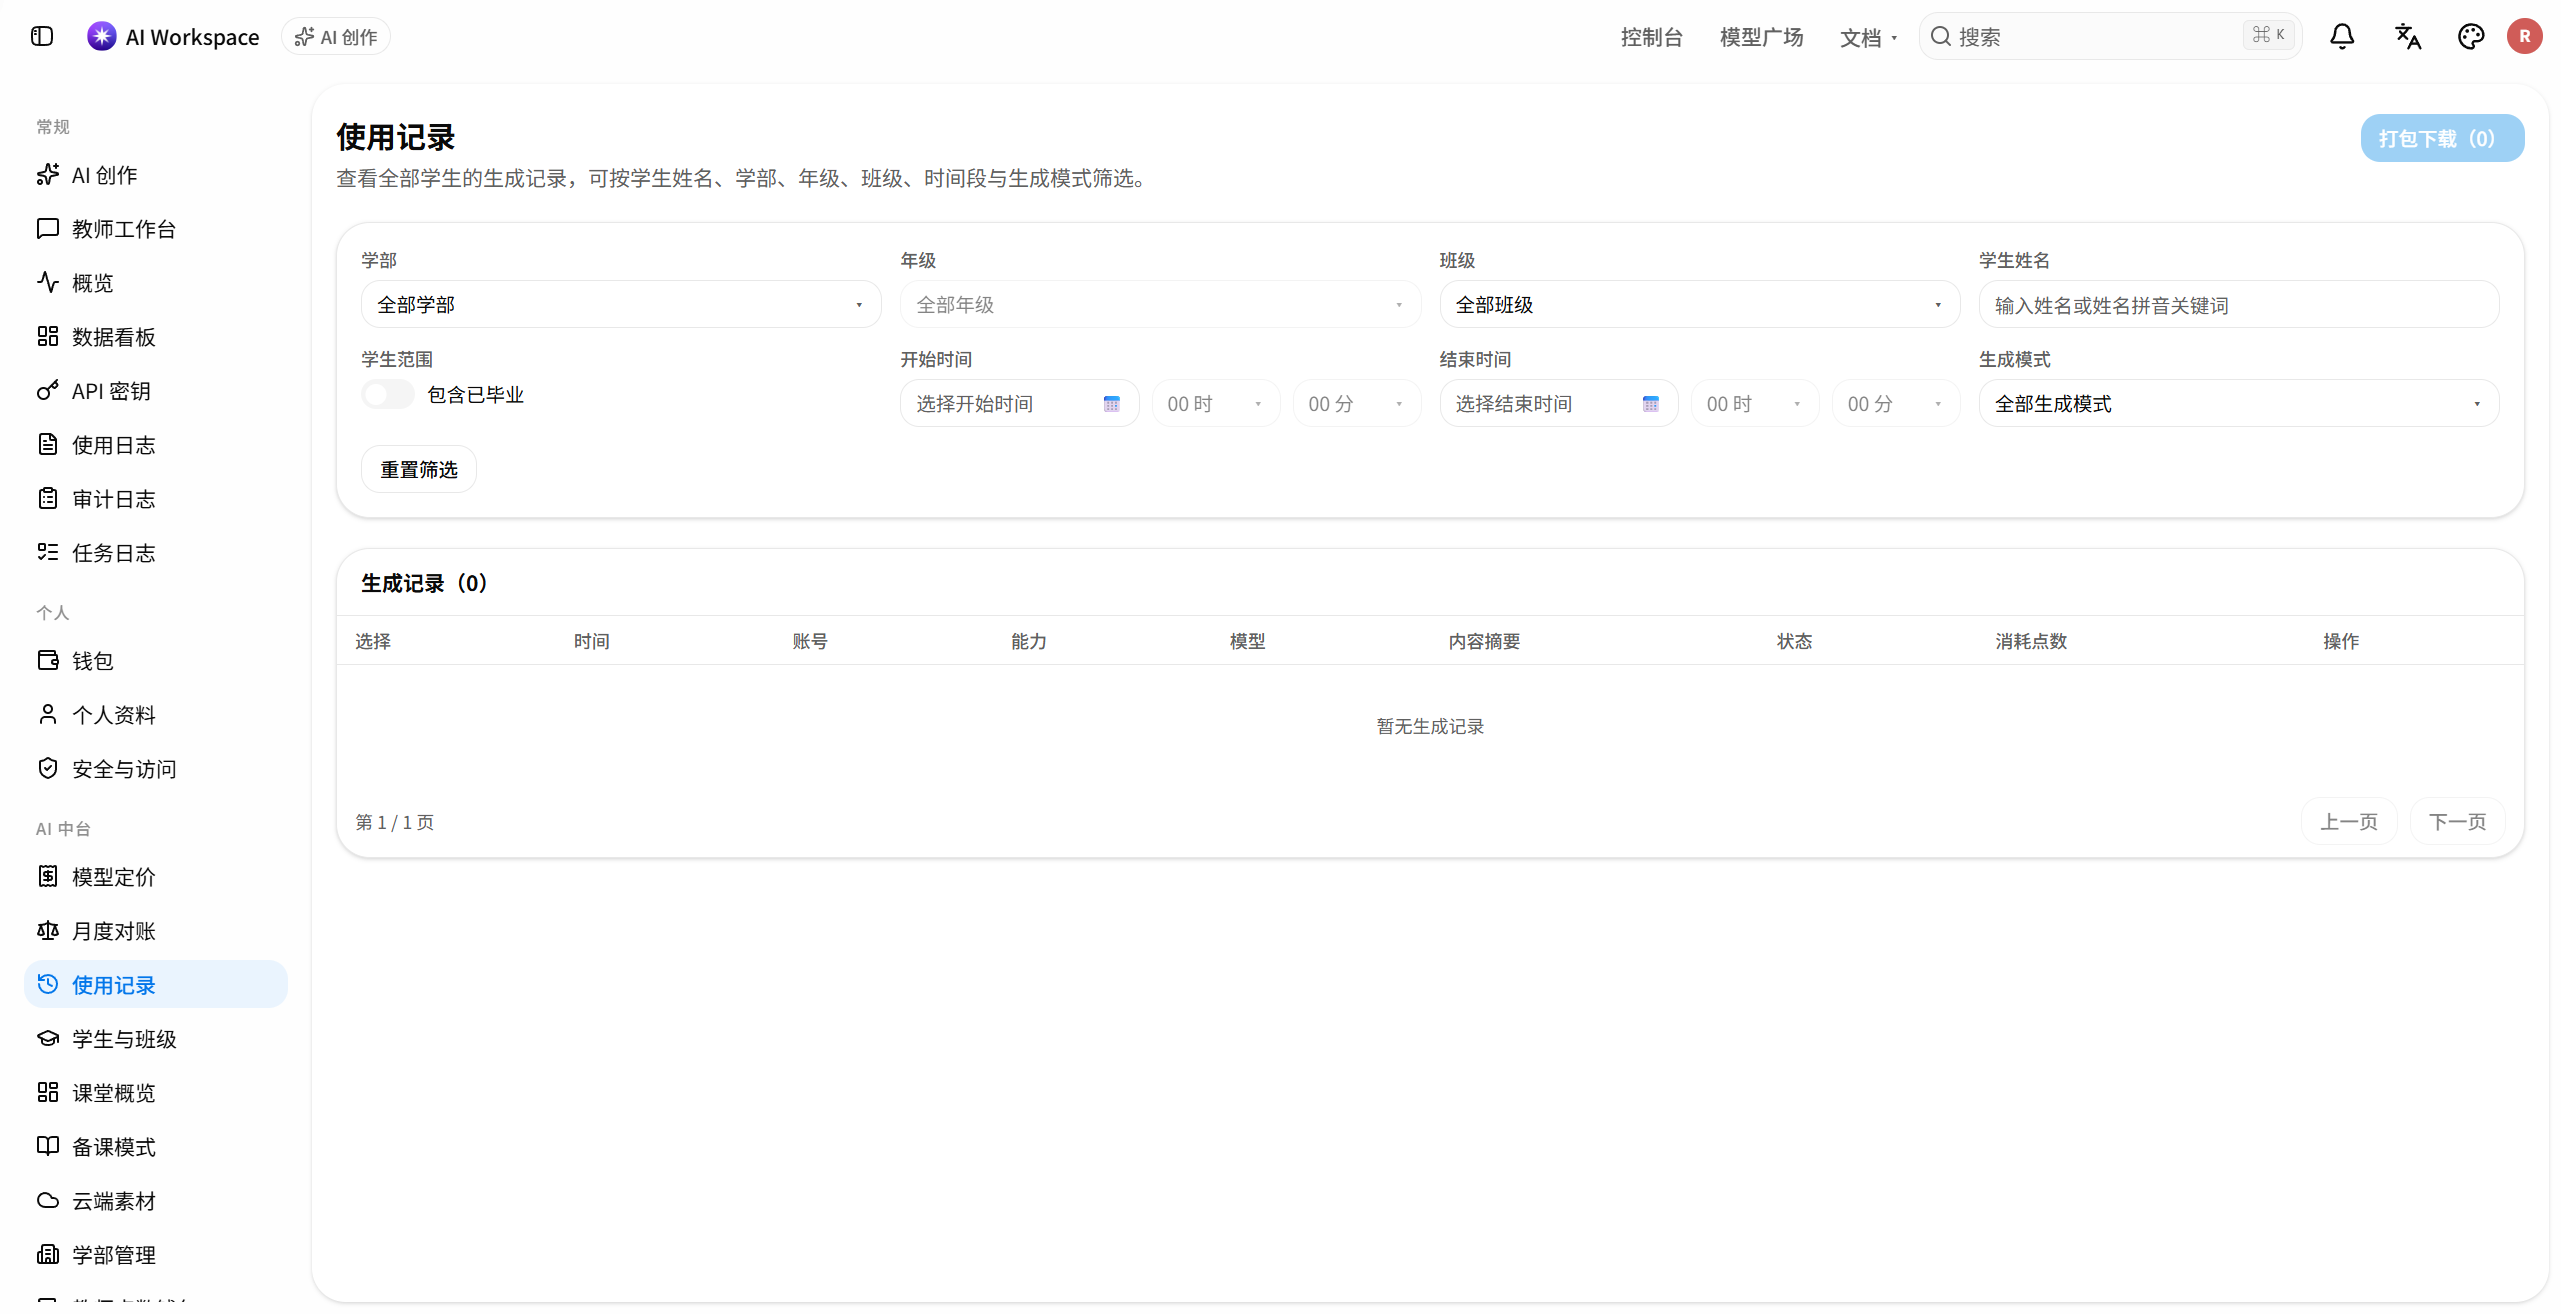 AI Workspace
AI 创作
控制台
模型广场
文档
搜索
⌘ K
R
常规
AI 创作
教师工作台
概览
数据看板
API 密钥
使用日志
审计日志
任务日志
个人
钱包
个人资料
安全与访问
AI 中台
模型定价
月度对账
使用记录
学生与班级
课堂概览
备课模式
云端素材
学部管理
使用记录
打包下载（0）
查看全部学生的生成记录，可按学生姓名、学部、年级、班级、时间段与生成模式筛选。
学部
年级
班级
学生姓名
全部学部
全部年级
全部班级
输入姓名或姓名拼音关键词
学生范围
开始时间
结束时间
生成模式
包含已毕业
选择开始时间
00 时
00 分
选择结束时间
00 时
00 分
全部生成模式
重置筛选
生成记录（0）
选择
时间
账号
能力
模型
内容摘要
状态
消耗点数
操作
暂无生成记录
第 1 / 1 页
上一页
下一页